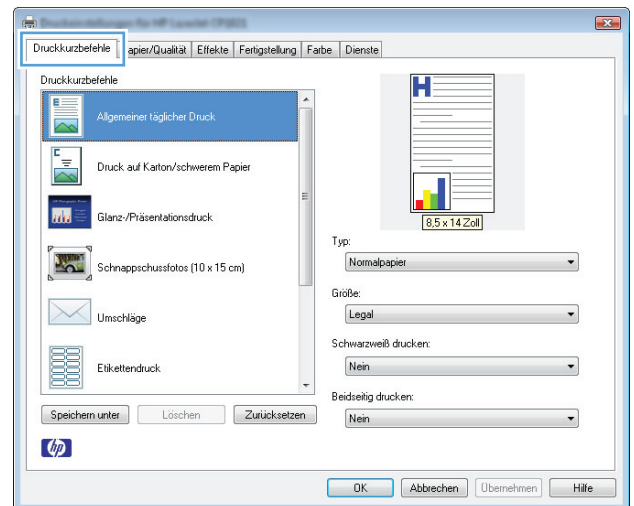 Druckkurzbefehle
Papier/Qualität
Effekte
Fertigstellung
Farbe
Dienste
Druckkurzbefehle
Allgemeiner täglicher Druck
Druck auf Karton/schwerem Papier
Glanz-/Präsentationsdruck
Schnappschussfotos (10 x 15 cm)
Umschläge
Etikettendruck
Speichern unter
Löschen
Zurücksetzen
hp
H
8,5 x 14 Zoll
Typ:
Normalpapier
Größe:
Legal
Schwarzweiß drucken:
Nein
Beidseitig drucken:
Nein
OK
Abbrechen
Übernehmen
Hilfe